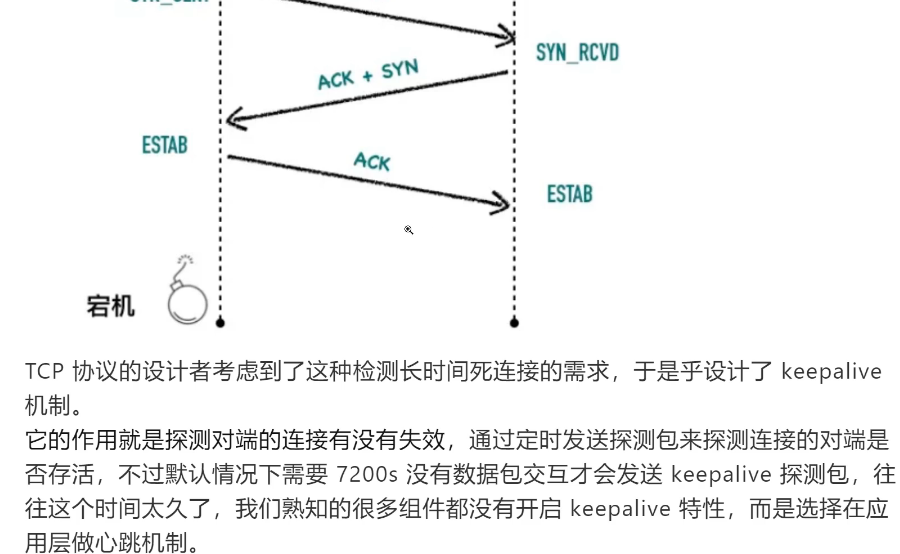 SYN_RCVD
ACK + SYN
ESTAB
ACK
ESTAB
宕机
TCP 协议的设计者考虑到了这种检测长时间死连接的需求，于是乎设计了 keepalive
机制。
它的作用就是探测对端的连接有没有失效，通过定时发送探测包来探测连接的对端是
否存活，不过默认情况下需要 7200s 没有数据包交互才会发送 keepalive 探测包，往
往这个时间太久了，我们熟知的很多组件都没有开启 keepalive 特性，而是选择在应
用层做心跳机制。